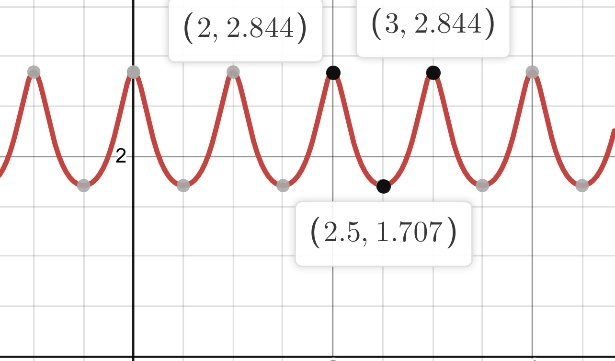 (2, 2.844)
(3, 2.844)
2
(2.5, 1.707)